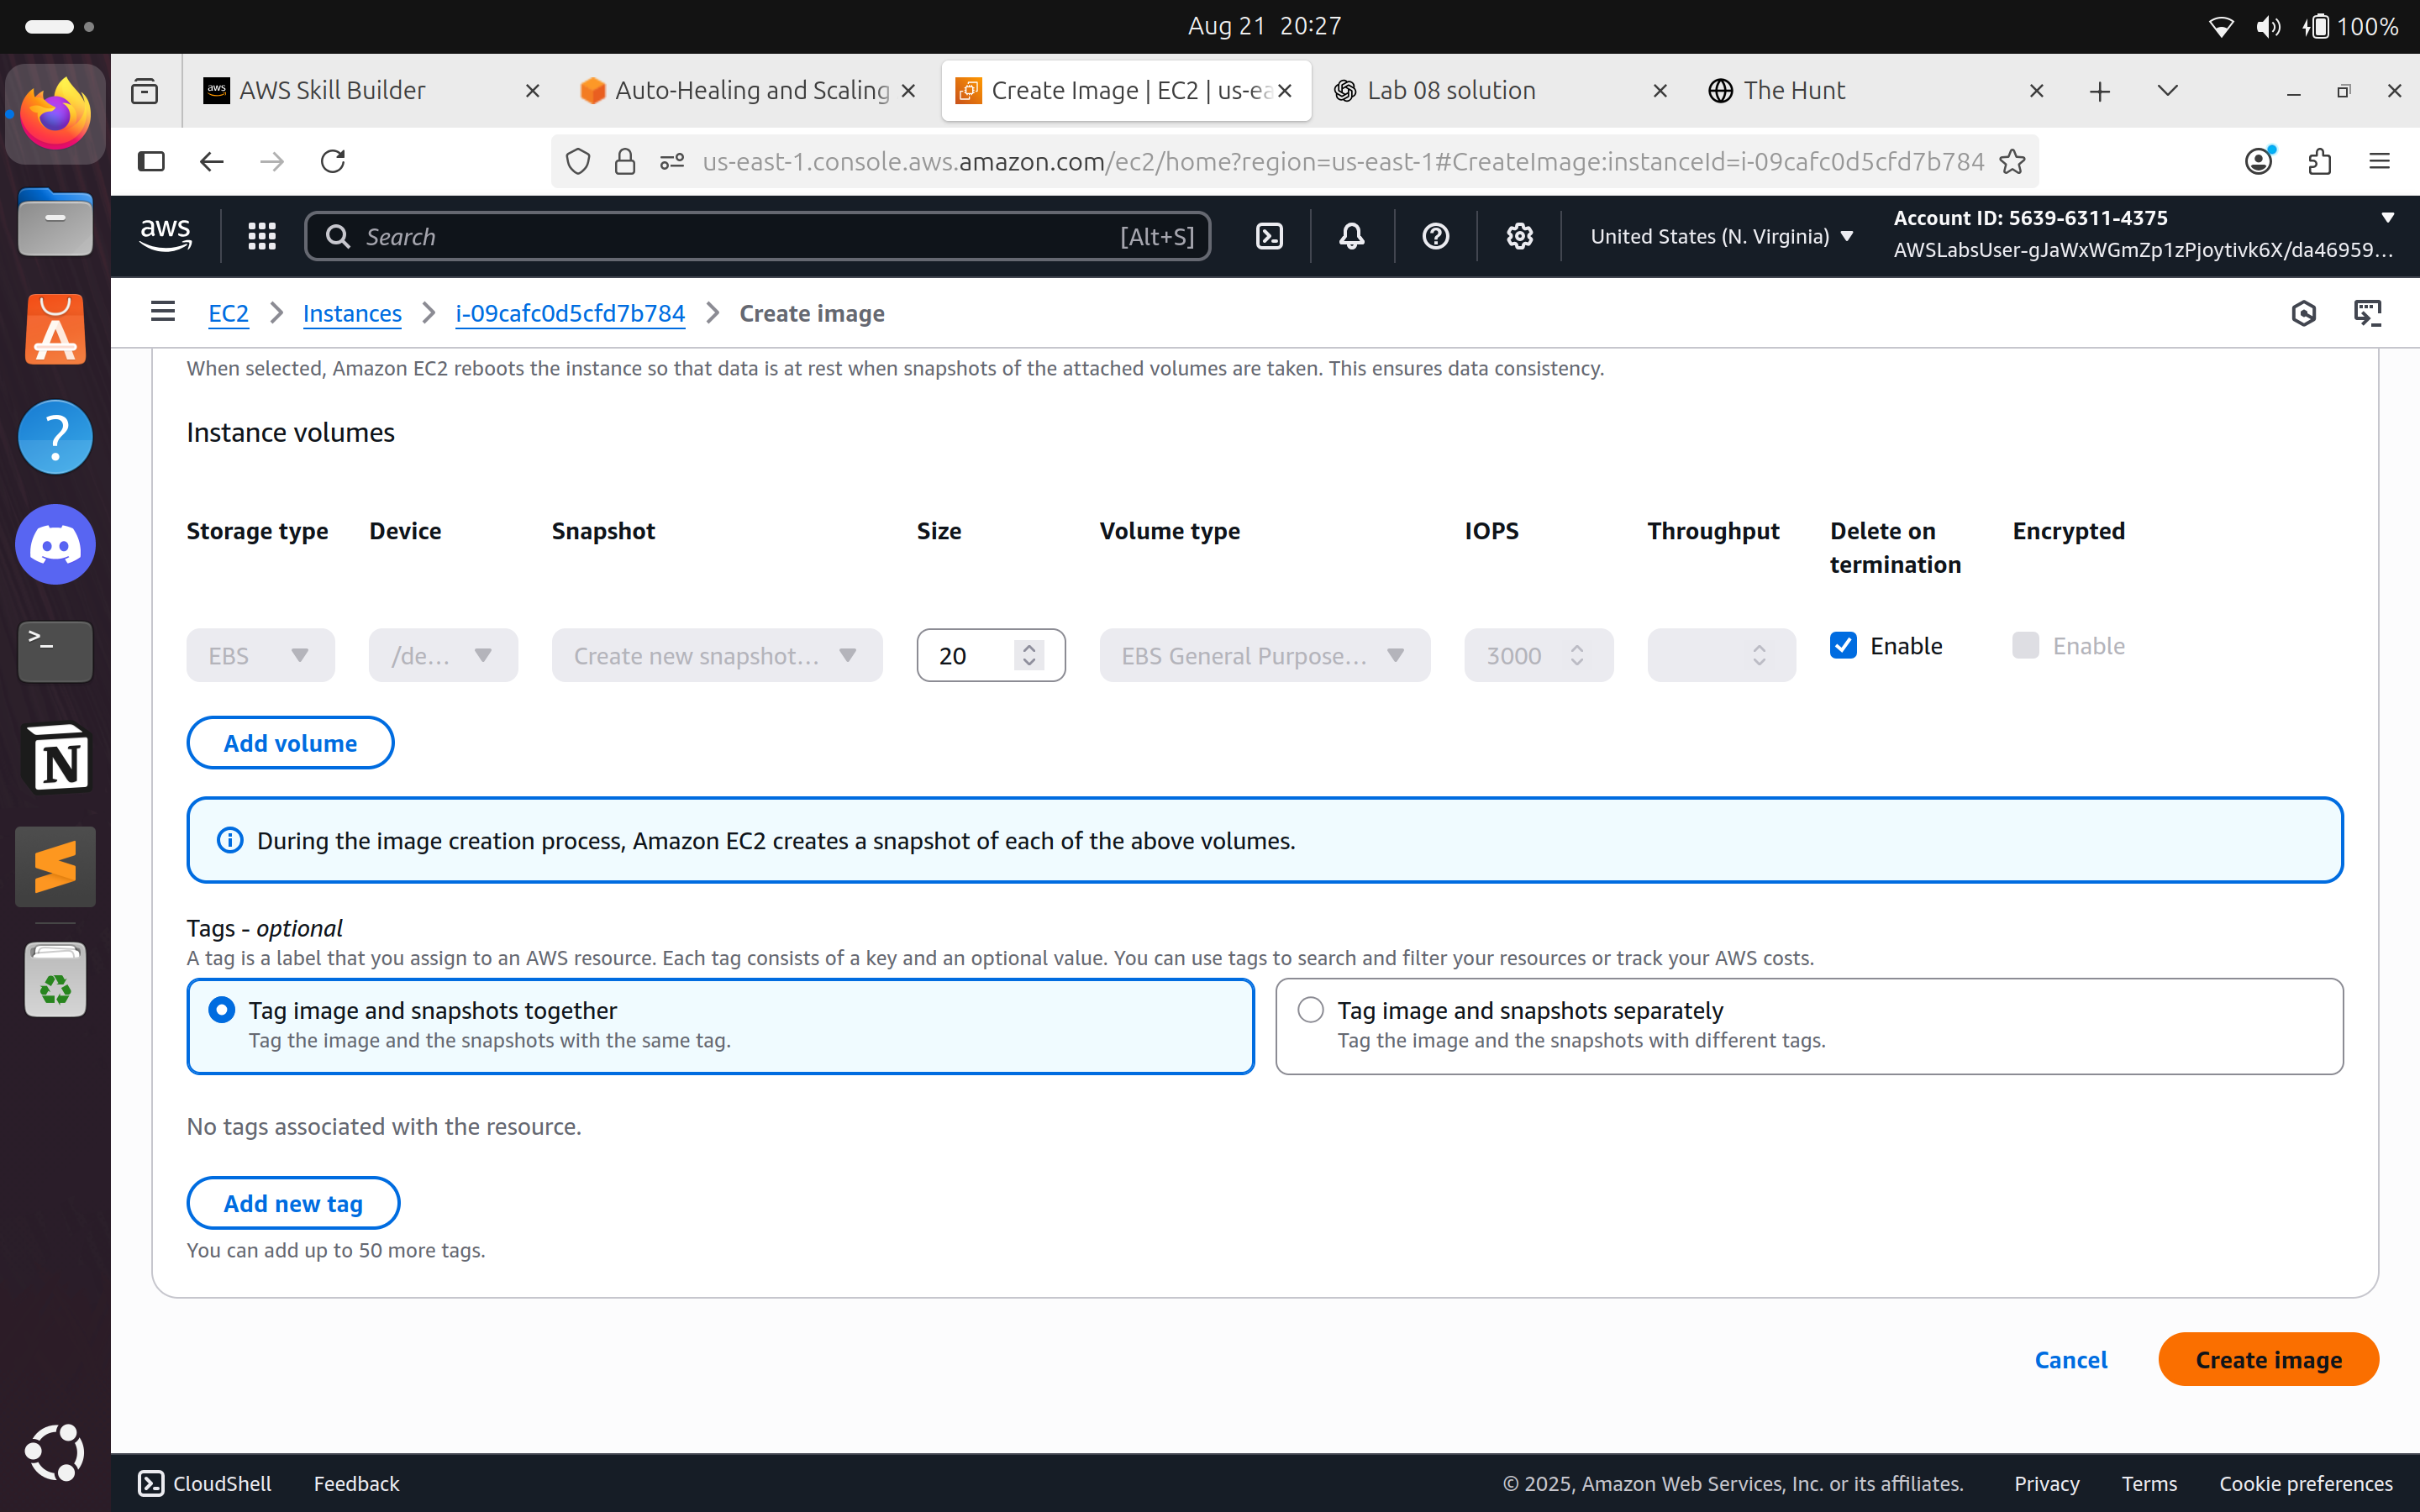 Aug 21 20:27
100%
AWS Skill Builder
Auto-Healing and Scaling
Create Image | EC2 | us-ea
Lab 08 solution
The Hunt
us-east-1.console.aws.amazon.com/ec2/home?region=us-east-1#CreateImage:instanceId=i-09cafc0d5cfd7b784
aws
Search
[Alt+S]
United States (N. Virginia)
Account ID: 5639-6311-4375
AWSLabsUser-gJaWxWGmZp1zPjoytivk6X/da46959...
EC2
Instances
i-09cafc0d5cfd7b784
Create image
When selected, Amazon EC2 reboots the instance so that data is at rest when snapshots of the attached volumes are taken. This ensures data consistency.
Instance volumes
Storage type
Device
Snapshot
Size
Volume type
IOPS
Throughput
Delete on termination
Encrypted
EBS
/de...
Create new snapshot...
20
EBS General Purpose...
3000
Enable
Enable
Add volume
During the image creation process, Amazon EC2 creates a snapshot of each of the above volumes.
Tags - optional
A tag is a label that you assign to an AWS resource. Each tag consists of a key and an optional value. You can use tags to search and filter your resources or track your AWS costs.
Tag image and snapshots together
Tag the image and the snapshots with the same tag.
Tag image and snapshots separately
Tag the image and the snapshots with different tags.
No tags associated with the resource.
Add new tag
You can add up to 50 more tags.
Cancel
Create image
CloudShell
Feedback
© 2025, Amazon Web Services, Inc. or its affiliates.
Privacy
Terms
Cookie preferences